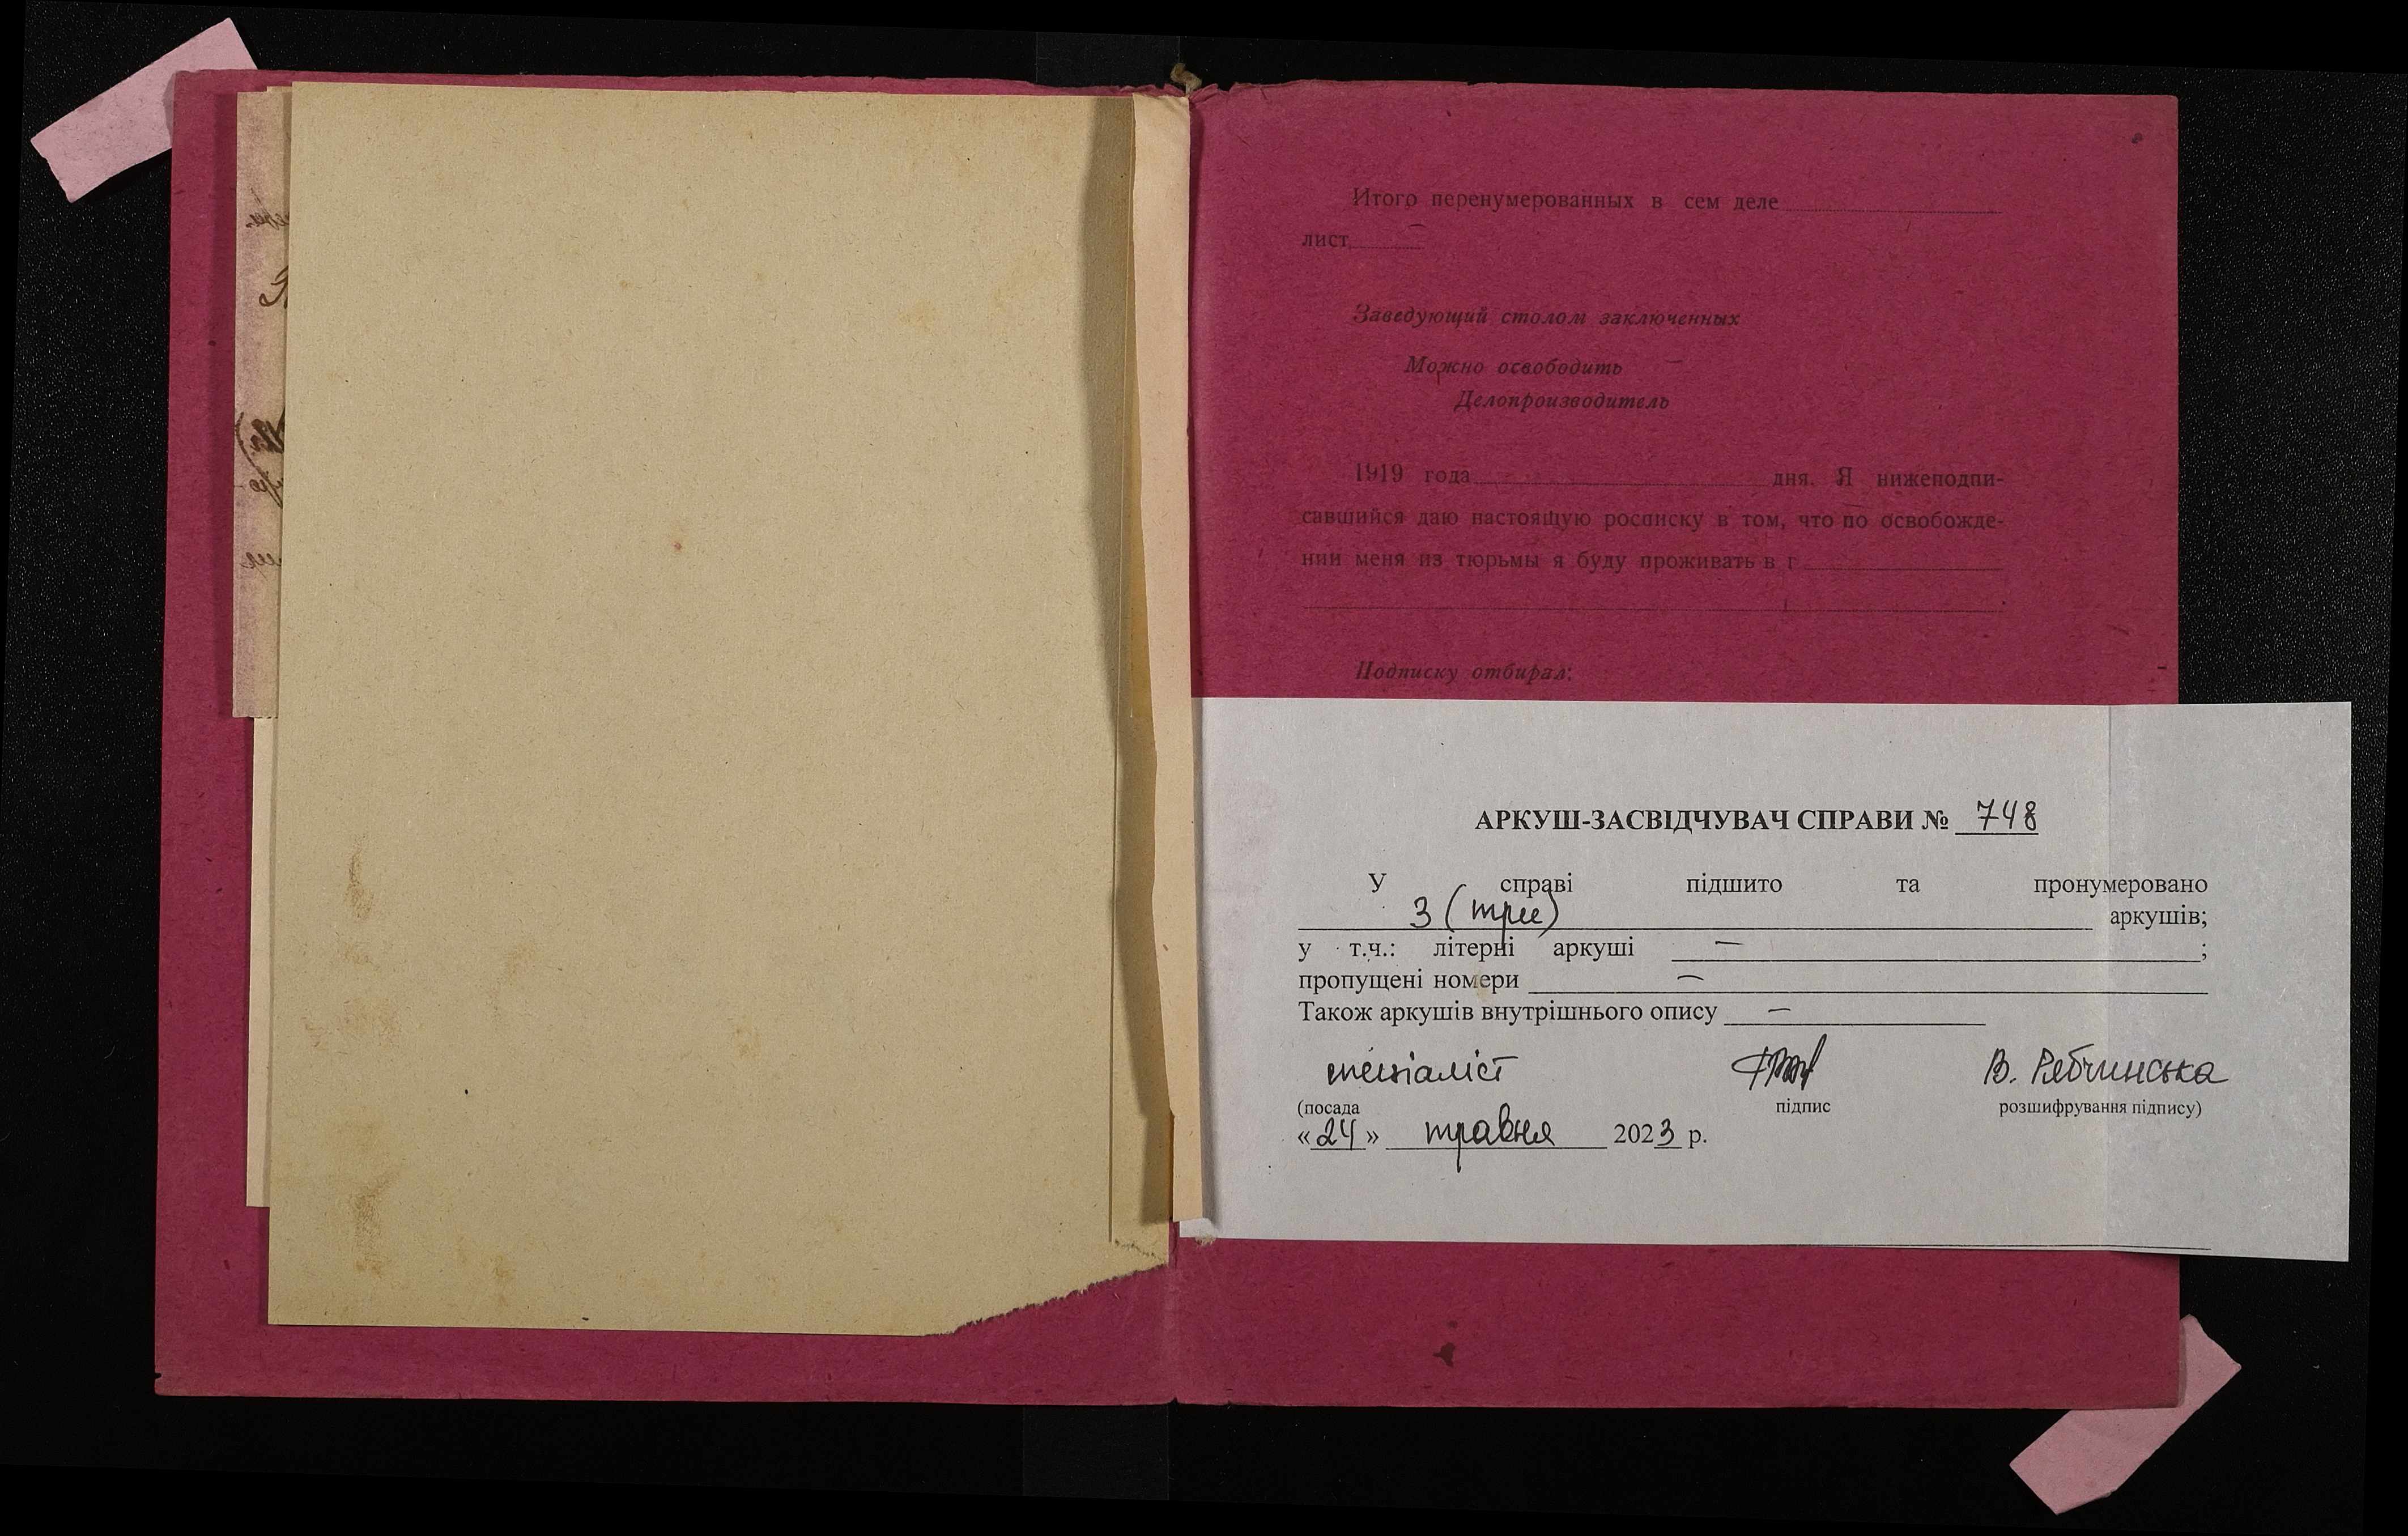 Итого перенумерованных в сем деле
лист
Заведующий столом заключенных
Можно освободить
Делопроизводитель
1919 года дня. Я нижеподпи-
савшийся даю настоящую росписку в том, что по освобожде-
нии меня из тюрьмы я буду проживать в г
Подписку отбирал:
АРКУШ-ЗАСВІДЧУВАЧ СПРАВИ № 748
У справі підшито та пронумеровано
3 (три) аркушів;
у т.ч.: літерні аркуші — ;
пропущені номери —
Також аркушів внутрішнього опису —
спеціаліст В. Рябчинська
(посада підпис розшифрування підпису)
«24» травня 2023 р.